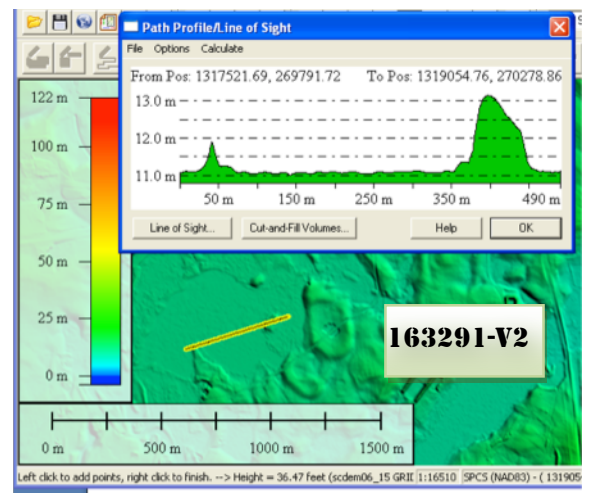 Path Profile/Line of Sight
File Options Calculate
From Pos: 1317521.69, 269791.72 To Pos: 1319054.76, 270278.86
13.0 m
12.0 m
11.0 m
50 m 150 m 250 m 350 m 490 m
Line of Sight... Cut-and-Fill Volumes... Help OK
122 m
100 m
75 m
50 m
25 m
0 m
163291-V2
0 m 500 m 1000 m 1500 m
Left click to add points, right click to finish. --> Height = 36.47 feet (scdem06_15 GRID 1:16510 SPCS (NAD83) - ( 131905